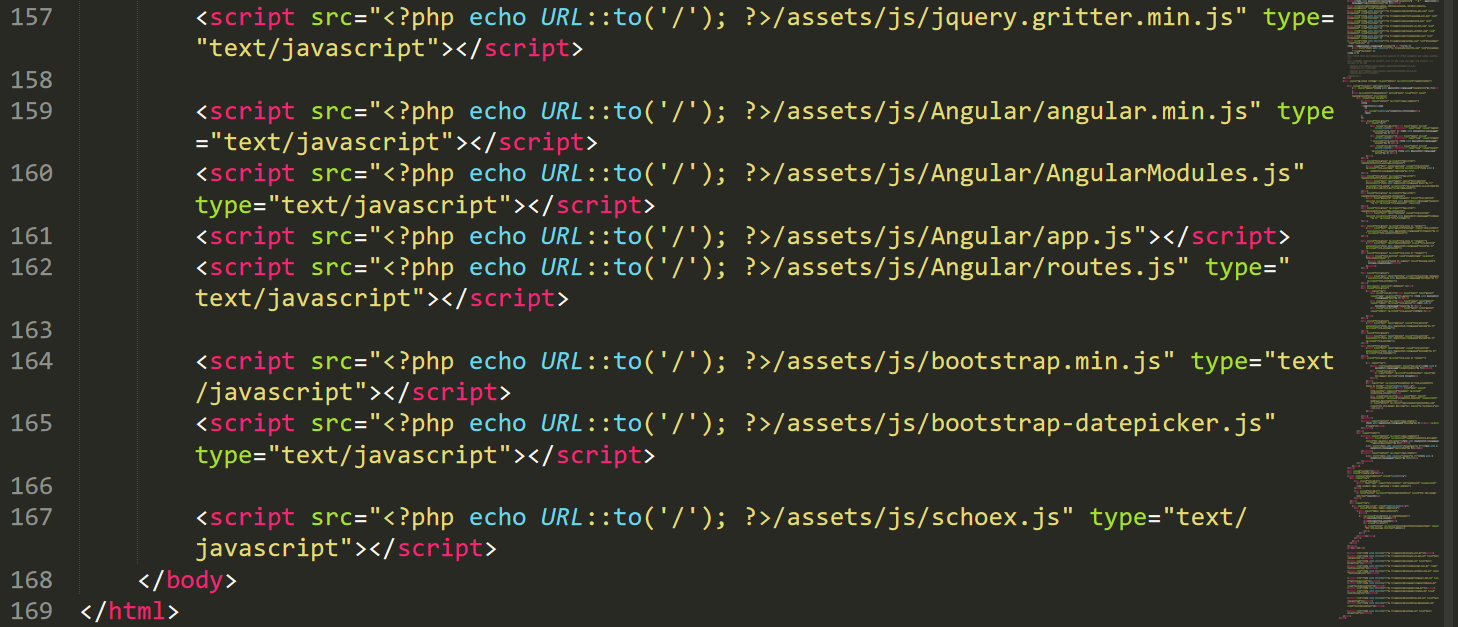 157 <script src="<?php echo URL::to('/'); ?>/assets/js/jquery.gritter.min.js" type=
"text/javascript"></script>
158
159 <script src="<?php echo URL::to('/'); ?>/assets/js/Angular/angular.min.js" type
="text/javascript"></script>
160 <script src="<?php echo URL::to('/'); ?>/assets/js/Angular/AngularModules.js"
type="text/javascript"></script>
161 <script src="<?php echo URL::to('/'); ?>/assets/js/Angular/app.js"></script>
162 <script src="<?php echo URL::to('/'); ?>/assets/js/Angular/routes.js" type="
text/javascript"></script>
163
164 <script src="<?php echo URL::to('/'); ?>/assets/js/bootstrap.min.js" type="text
/javascript"></script>
165 <script src="<?php echo URL::to('/'); ?>/assets/js/bootstrap-datepicker.js"
type="text/javascript"></script>
166
167 <script src="<?php echo URL::to('/'); ?>/assets/js/schoex.js" type="text/
javascript"></script>
168 </body>
169 </html>